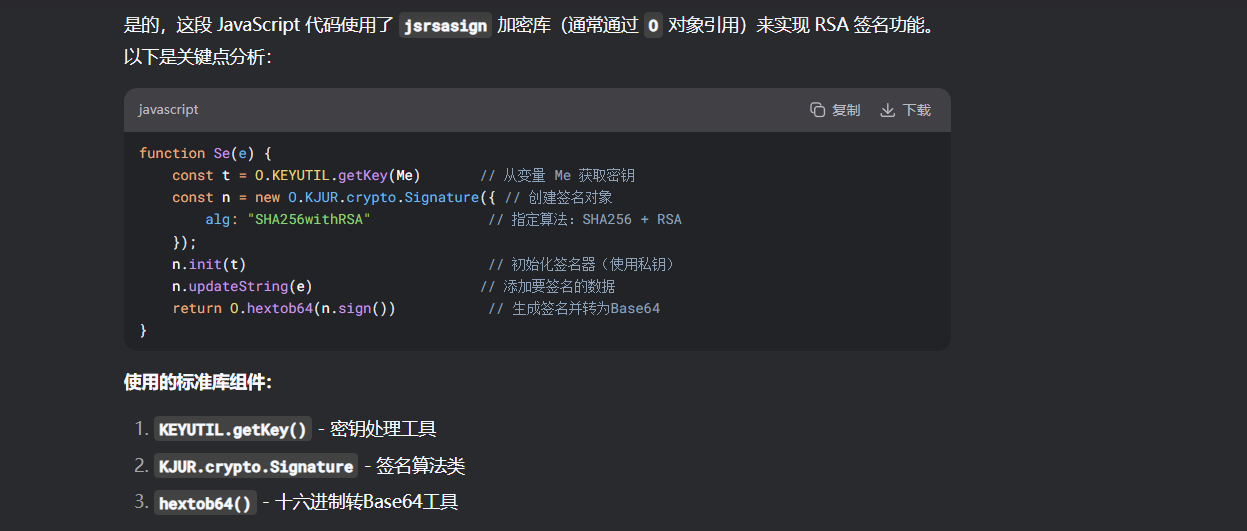 是的，这段 JavaScript 代码使用了 jsrsasign 加密库（通常通过 O 对象引用）来实现 RSA 签名功能。
以下是关键点分析：
javascript 复制 下载
function Se(e) {
    const t = O.KEYUTIL.getKey(Me)       // 从变量 Me 获取密钥
    const n = new O.KJUR.crypto.Signature({ // 创建签名对象
        alg: "SHA256withRSA"              // 指定算法：SHA256 + RSA
    });
    n.init(t)                             // 初始化签名器（使用私钥）
    n.updateString(e)                    // 添加要签名的数据
    return O.hextob64(n.sign())           // 生成签名并转为Base64
}
使用的标准库组件：
1. KEYUTIL.getKey() - 密钥处理工具
2. KJUR.crypto.Signature - 签名算法类
3. hextob64() - 十六进制转Base64工具